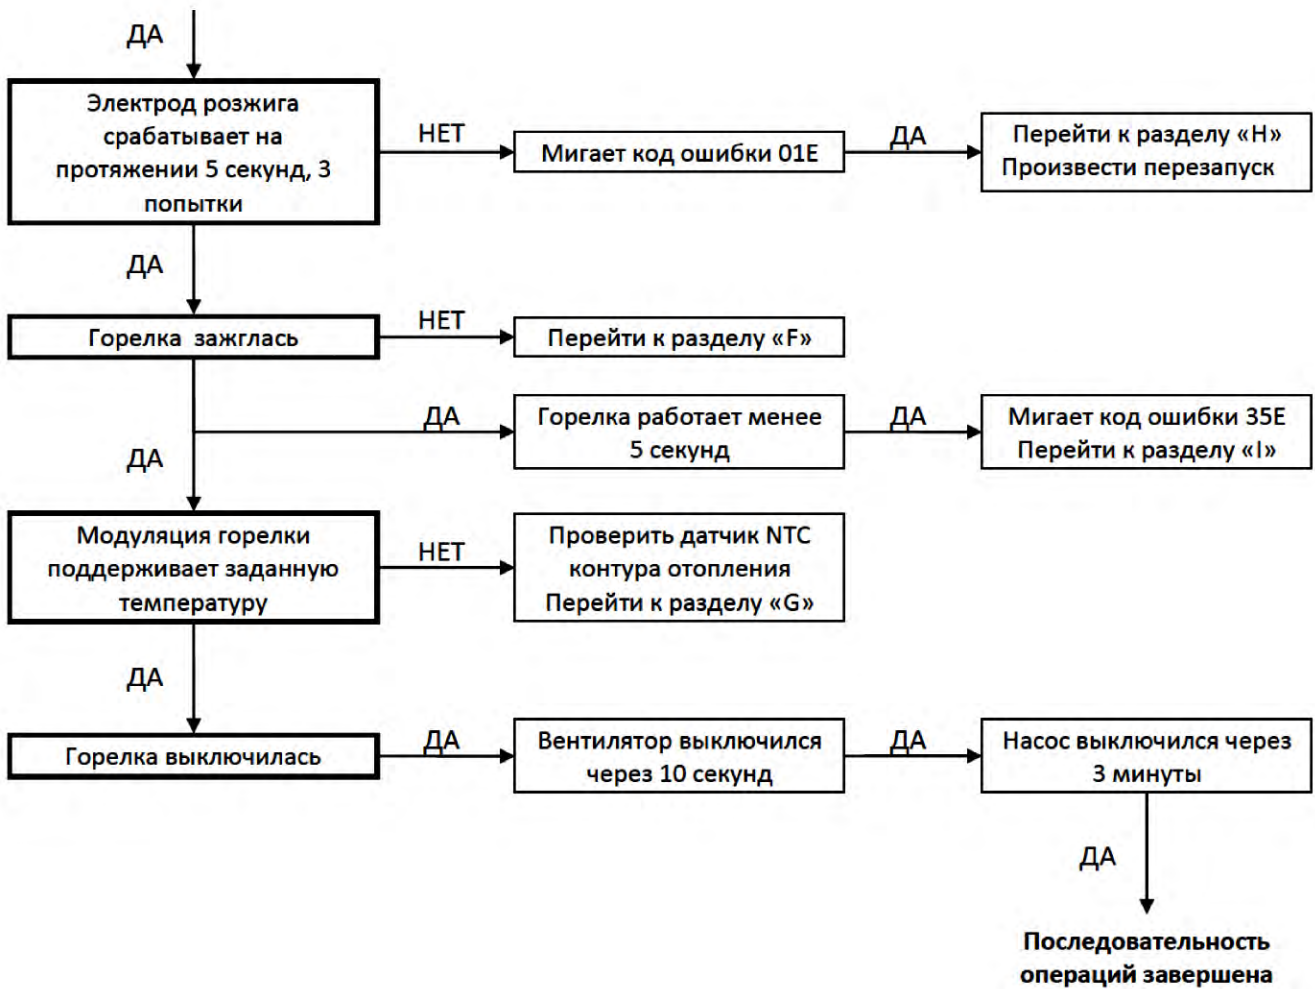 ДА
Электрод розжига
срабатывает на
протяжении 5 секунд, 3
попытки
НЕТ
Мигает код ошибки 01E
ДА
Перейти к разделу «H»
Произвести перезапуск
ДА
Горелка зажглась
НЕТ
Перейти к разделу «F»
ДА
Горелка работает менее
5 секунд
ДА
Мигает код ошибки 35E
Перейти к разделу «I»
ДА
Модуляция горелки
поддерживает заданную
температуру
НЕТ
Проверить датчик NTC
контура отопления
Перейти к разделу «G»
ДА
Горелка выключилась
ДА
Вентилятор выключился
через 10 секунд
ДА
Насос выключился через
3 минуты
ДА
Последовательность
операций завершена